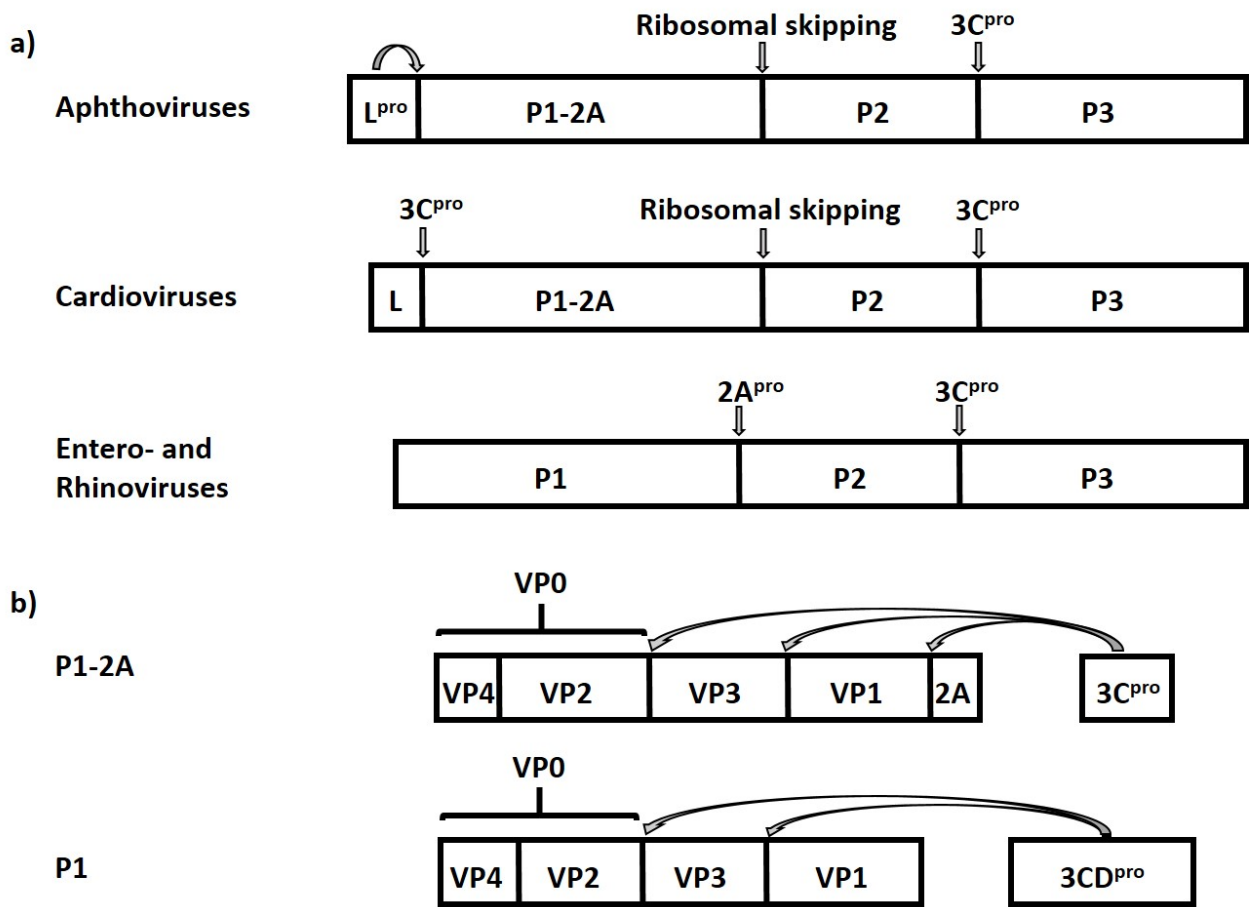 a)
Ribosomal skipping 3Cᵖʳᵒ
Aphthoviruses Lᵖʳᵒ P1-2A P2 P3
3Cᵖʳᵒ Ribosomal skipping 3Cᵖʳᵒ
Cardioviruses L P1-2A P2 P3
2Aᵖʳᵒ 3Cᵖʳᵒ
Entero- and
Rhinoviruses
P1 P2 P3
b)
VP0
P1-2A VP4 VP2 VP3 VP1 2A 3Cᵖʳᵒ
VP0
P1 VP4 VP2 VP3 VP1 3CDᵖʳᵒ